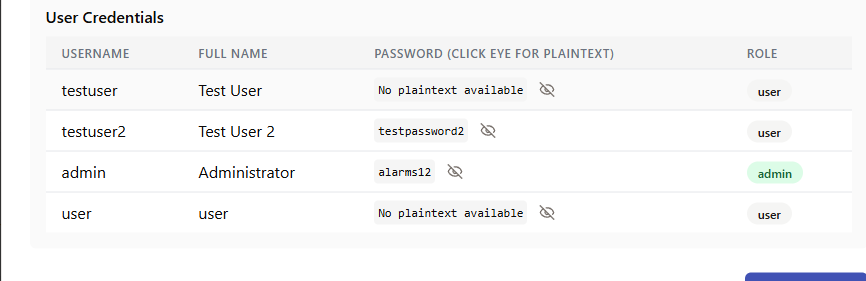 User Credentials
USERNAME FULL NAME PASSWORD (CLICK EYE FOR PLAINTEXT) ROLE
testuser Test User No plaintext available user
testuser2 Test User 2 testpassword2 user
admin Administrator alarms12 admin
user user No plaintext available user